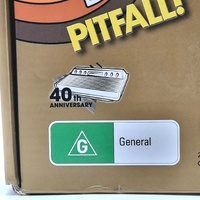 PITFALL!
40th
ANNIVERSARY
G
General